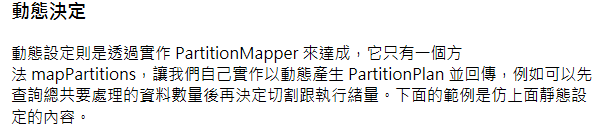 動態決定
動態設定則是透過實作 PartitionMapper 來達成，它只有一個方
法 mapPartitions，讓我們自己實作以動態產生 PartitionPlan 並回傳，例如可以先
查詢總共要處理的資料數量後再決定切割跟執行緒量。下面的範例是仿上面靜態設
定的內容。